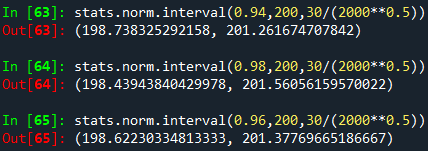 In [63]: stats.norm.interval(0.94,200,30/(2000**0.5))
Out[63]: (198.738325292158, 201.261674707842)
In [64]: stats.norm.interval(0.98,200,30/(2000**0.5))
Out[64]: (198.43943840429978, 201.56056159570022)
In [65]: stats.norm.interval(0.96,200,30/(2000**0.5))
Out[65]: (198.62230334813333, 201.37769665186667)